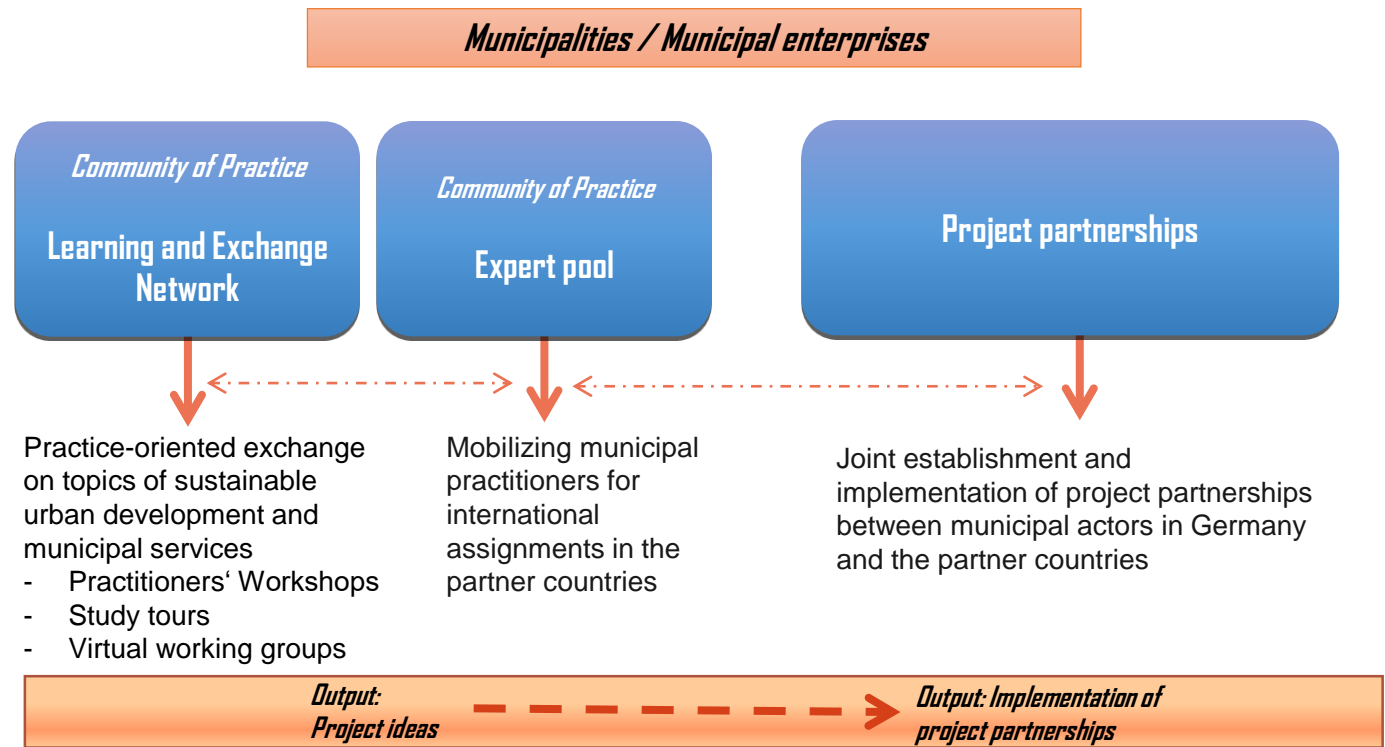 Municipalities / Municipal enterprises
Community of Practice
Learning and Exchange
Network
Community of Practice
Expert pool
Project partnerships
Practice-oriented exchange
on topics of sustainable
urban development and
municipal services
- Practitioners‘ Workshops
- Study tours
- Virtual working groups
Mobilizing municipal
practitioners for
international
assignments in the
partner countries
Joint establishment and
implementation of project partnerships
between municipal actors in Germany
and the partner countries
Output:
Project ideas
Output: Implementation of
project partnerships